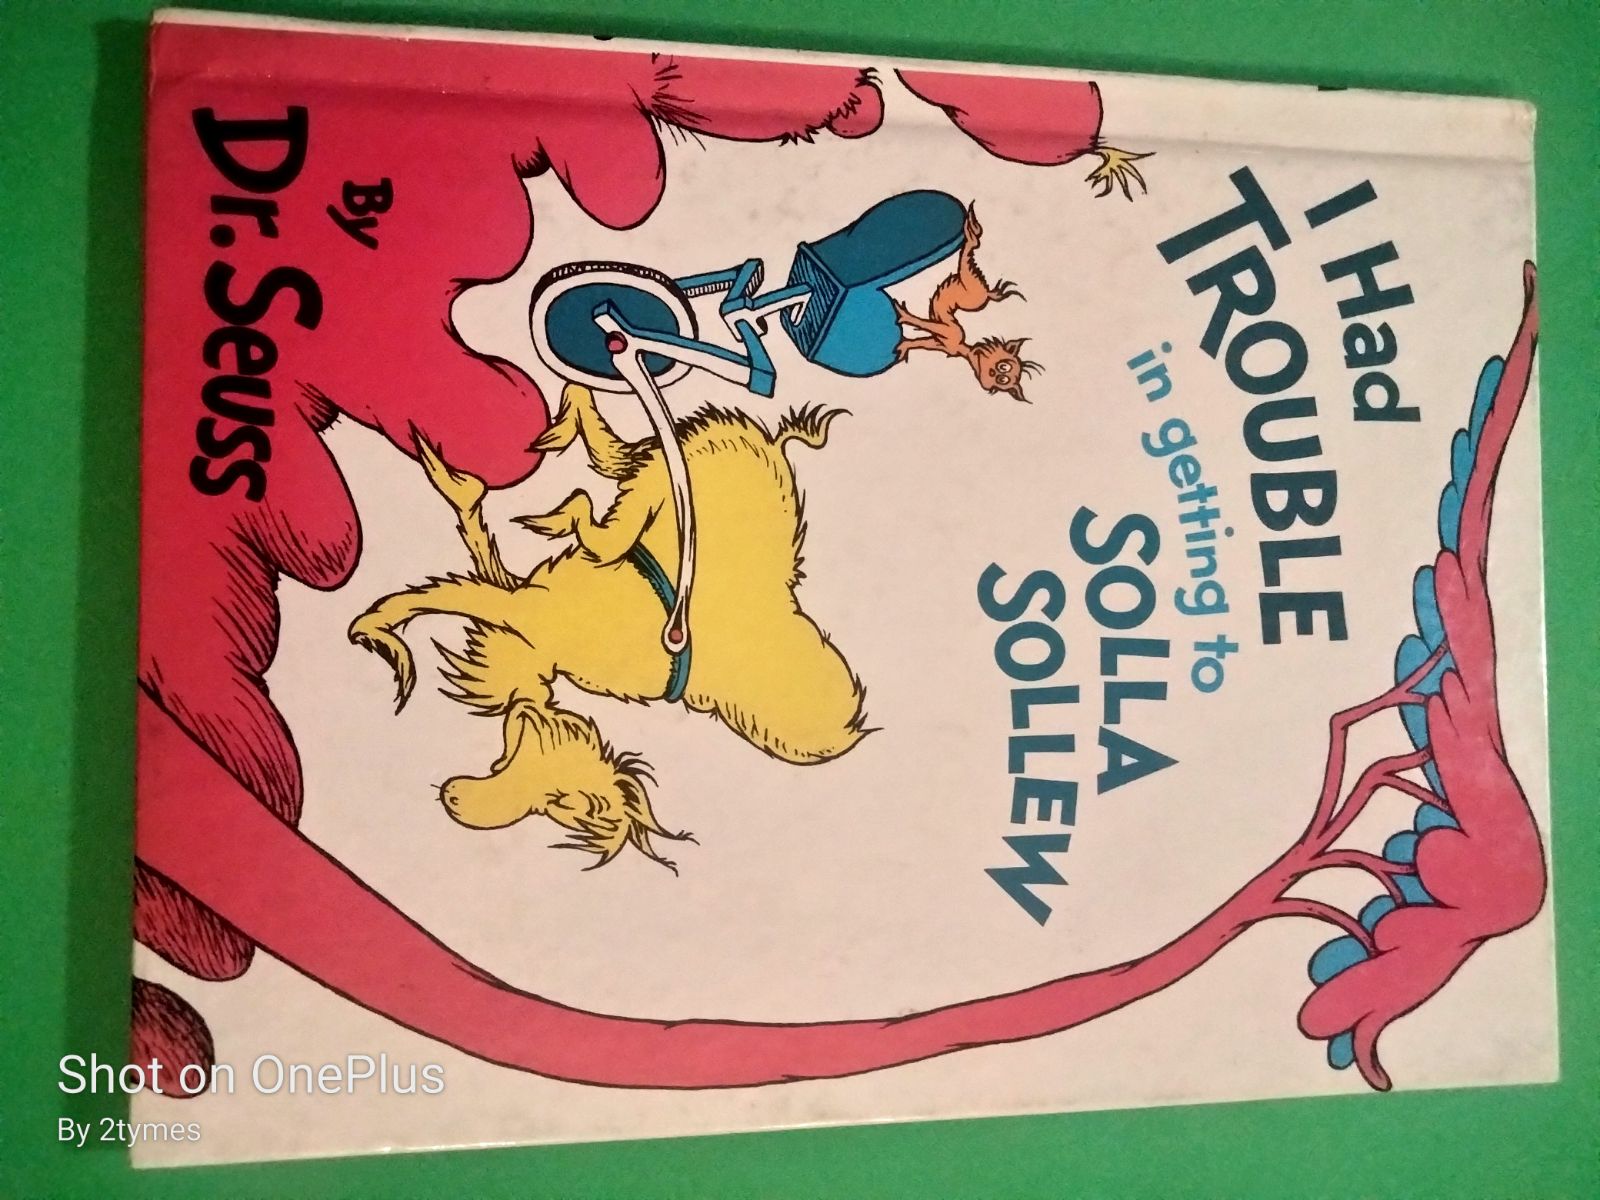 I Had
TROUBLE
in getting to
SOLLA
SOLLEW
By
Dr. Seuss
Shot on OnePlus
By 2tymes